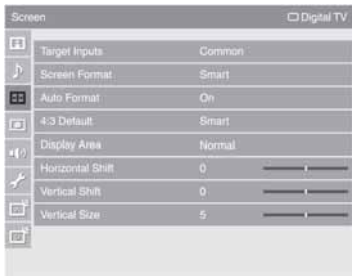 Screen Digital TV
Target Inputs Common
Screen Format Smart
Auto Format On
4:3 Default Smart
Display Area Normal
Horizontal Shift 0
Vertical Shift 0
Vertical Size 5